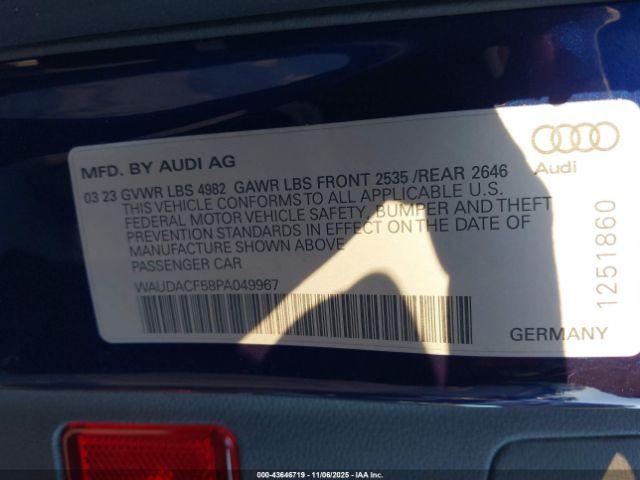 MFD. BY AUDI AG
03 23 GVWR LBS 4982 GAWR LBS FRONT 2535 /REAR 2646
THIS VEHICLE CONFORMS TO ALL APPLICABLE U.S.
FEDERAL MOTOR VEHICLE SAFETY, BUMPER AND THEFT
PREVENTION STANDARDS IN EFFECT ON THE DATE OF
MANUFACTURE SHOWN ABOVE
PASSENGER CAR
WAUDACF58PA049967
Audi
1251860
GERMANY
000-43646719 - 11/06/2025 - IAA.com